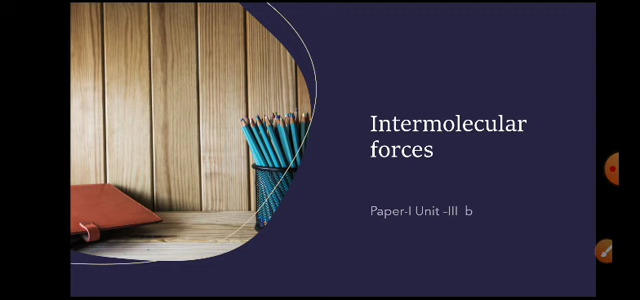 Intermolecular
forces
Paper-I Unit –III b